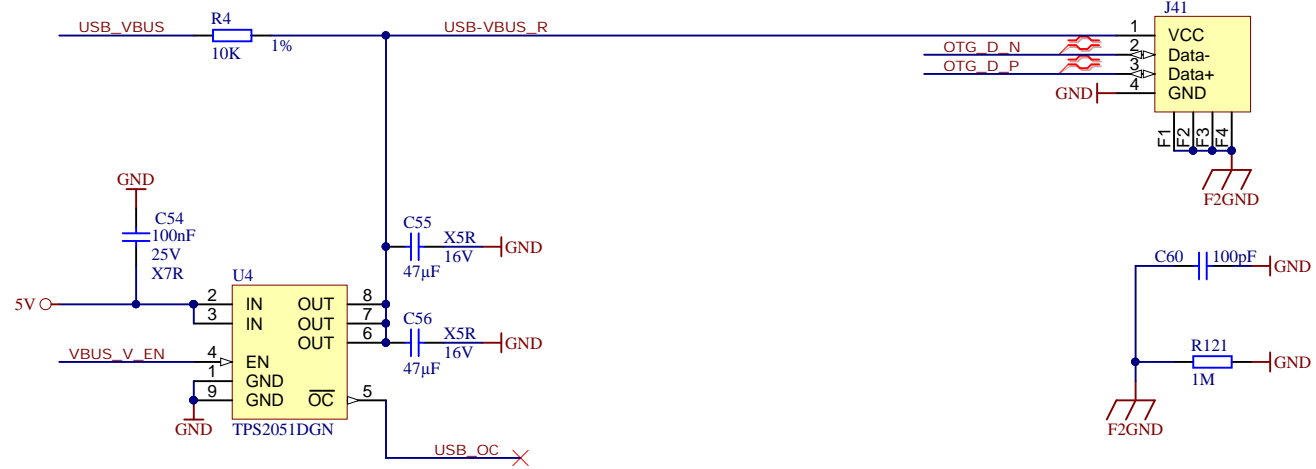 USB_VBUS
R4
10K
1%
USB-VBUS_R
J41
1
VCC
OTG_D_N
2
Data-
OTG_D_P
3
Data+
GND
4
GND
F1
F2
F3
F4
F2GND
GND
C54
100nF
25V
X7R
C55
X5R
16V
47µF
GND
U4
5V
2
IN
OUT
8
3
IN
OUT
7
OUT
6
C56
X5R
16V
47µF
GND
VBUS_V_EN
4
EN
1
GND
9
GND
OC
5
GND
TPS2051DGN
USB_OC
C60
100pF
GND
R121
1M
GND
F2GND